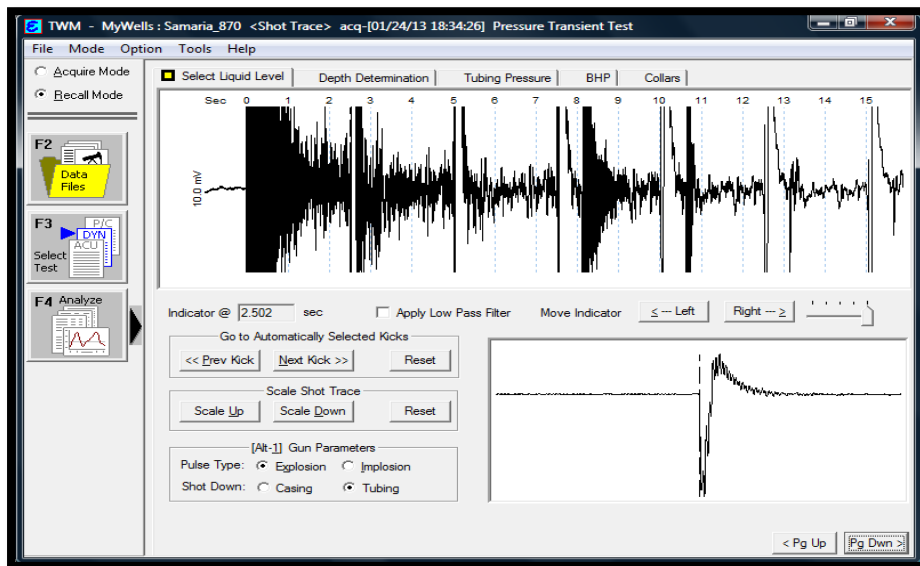 TWM - MyWells : Samaria_870 <Shot Trace> acq-[01/24/13 18:34:26] Pressure Transient Test
File Mode Option Tools Help
Acquire Mode
Recall Mode
F2
Data
Files
F3
P/C
DYN
ACU
Select
Test
F4 Analyze
Select Liquid Level Depth Determination Tubing Pressure BHP Collars
Sec 0 1 2 3 4 5 6 7 8 9 10 11 12 13 14 15
10.0 mV
Indicator @ 2.502 sec Apply Low Pass Filter Move Indicator < --- Left Right --- >
Go to Automatically Selected Kicks
<< Prev Kick Next Kick >> Reset
Scale Shot Trace
Scale Up Scale Down Reset
[Alt-1] Gun Parameters
Pulse Type: Explosion Implosion
Shot Down: Casing Tubing
< Pg Up Pg Dwn >